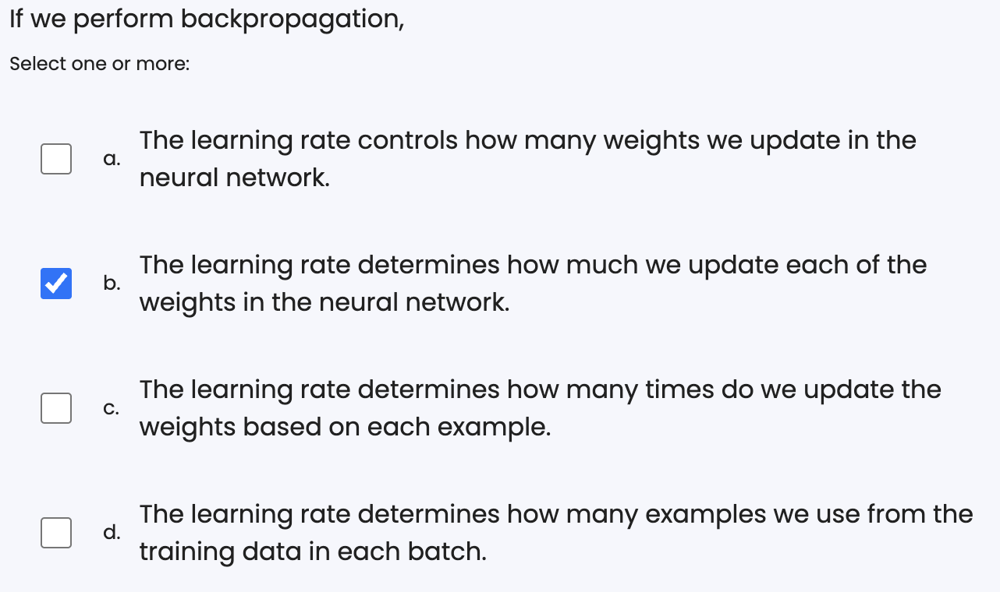 If we perform backpropagation,
Select one or more:
a. The learning rate controls how many weights we update in the
neural network.
b. The learning rate determines how much we update each of the
weights in the neural network.
c. The learning rate determines how many times do we update the
weights based on each example.
d. The learning rate determines how many examples we use from the
training data in each batch.